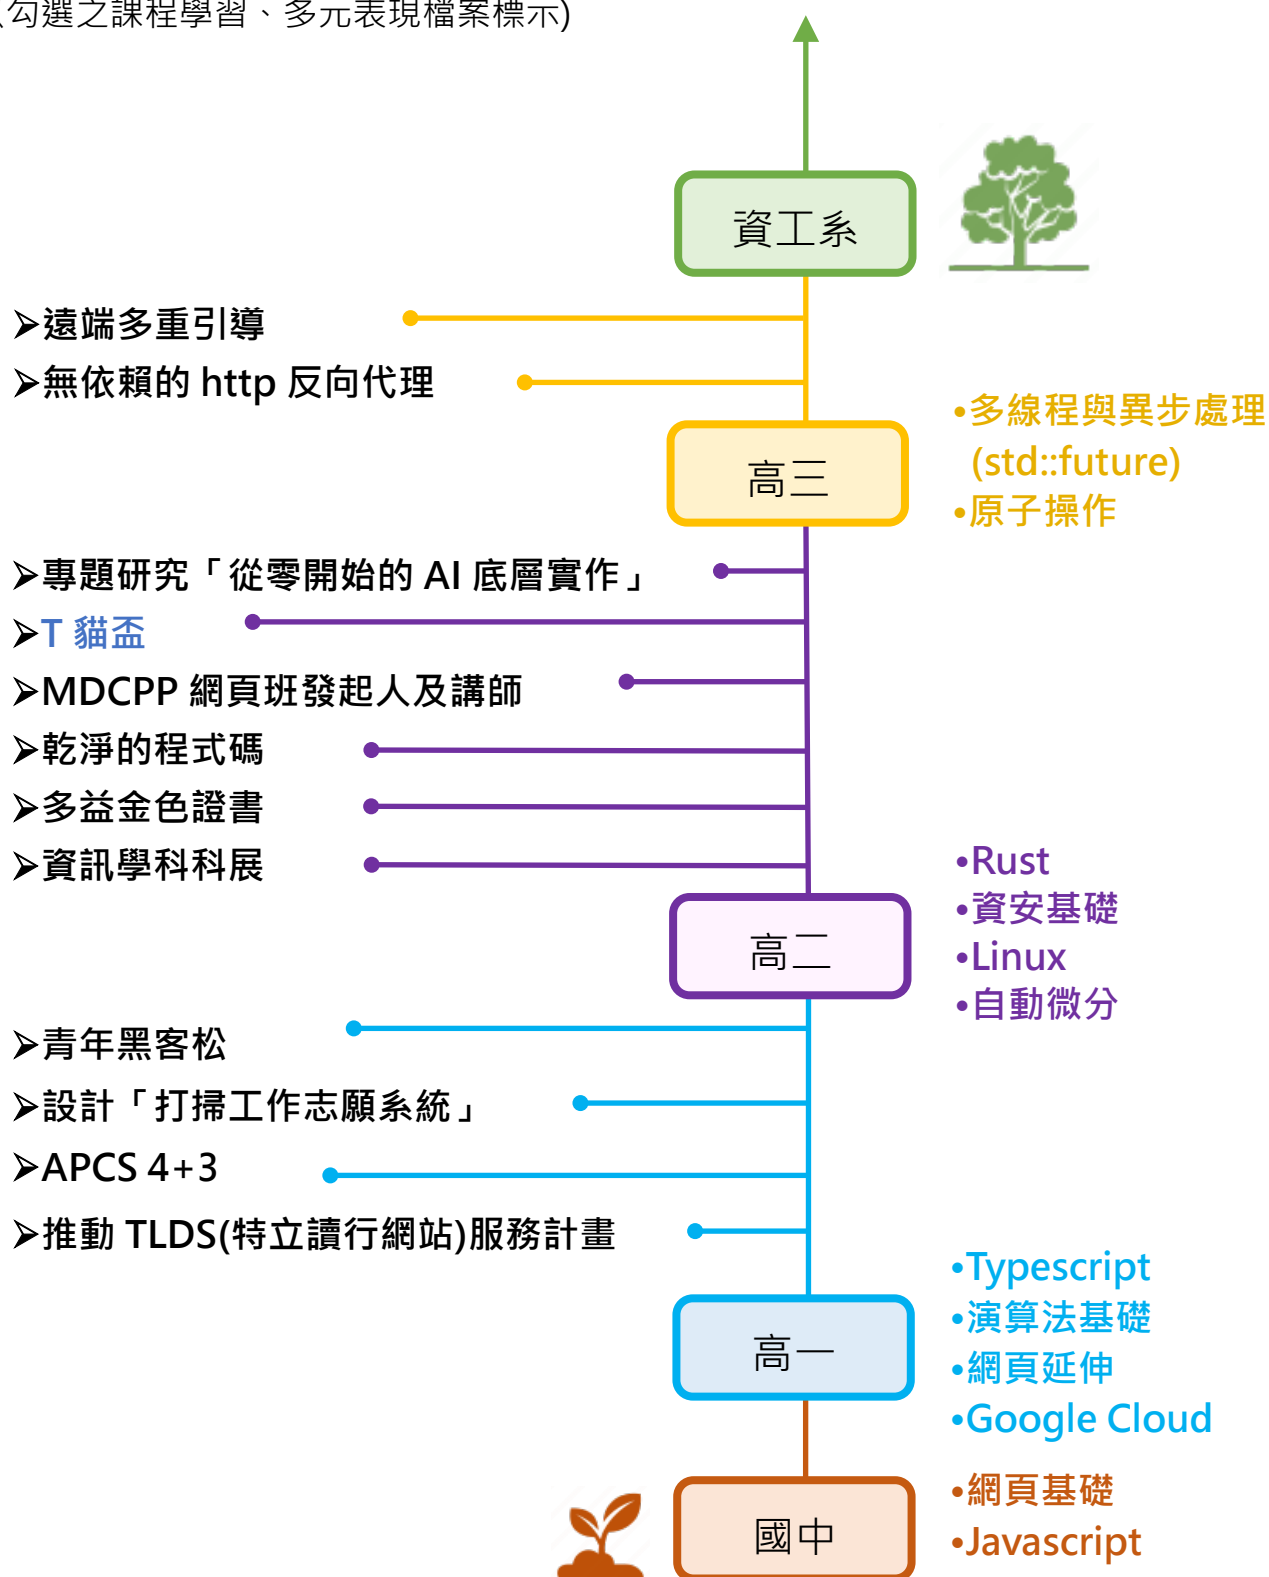 勾選之課程學習、多元表現檔案標示)
資工系
➢遠端多重引導
➢無依賴的 http 反向代理
•多線程與異步處理
(std::future)
•原子操作
高三
➢專題研究「從零開始的 AI 底層實作」
➢T 貓盃
➢MDCPP 網頁班發起人及講師
➢乾淨的程式碼
➢多益金色證書
➢資訊學科科展
•Rust
•資安基礎
•Linux
•自動微分
高二
➢青年黑客松
➢設計「打掃工作志願系統」
➢APCS 4+3
➢推動 TLDS(特立讀行網站)服務計畫
•Typescript
•演算法基礎
•網頁延伸
•Google Cloud
高一
•網頁基礎
•Javascript
國中